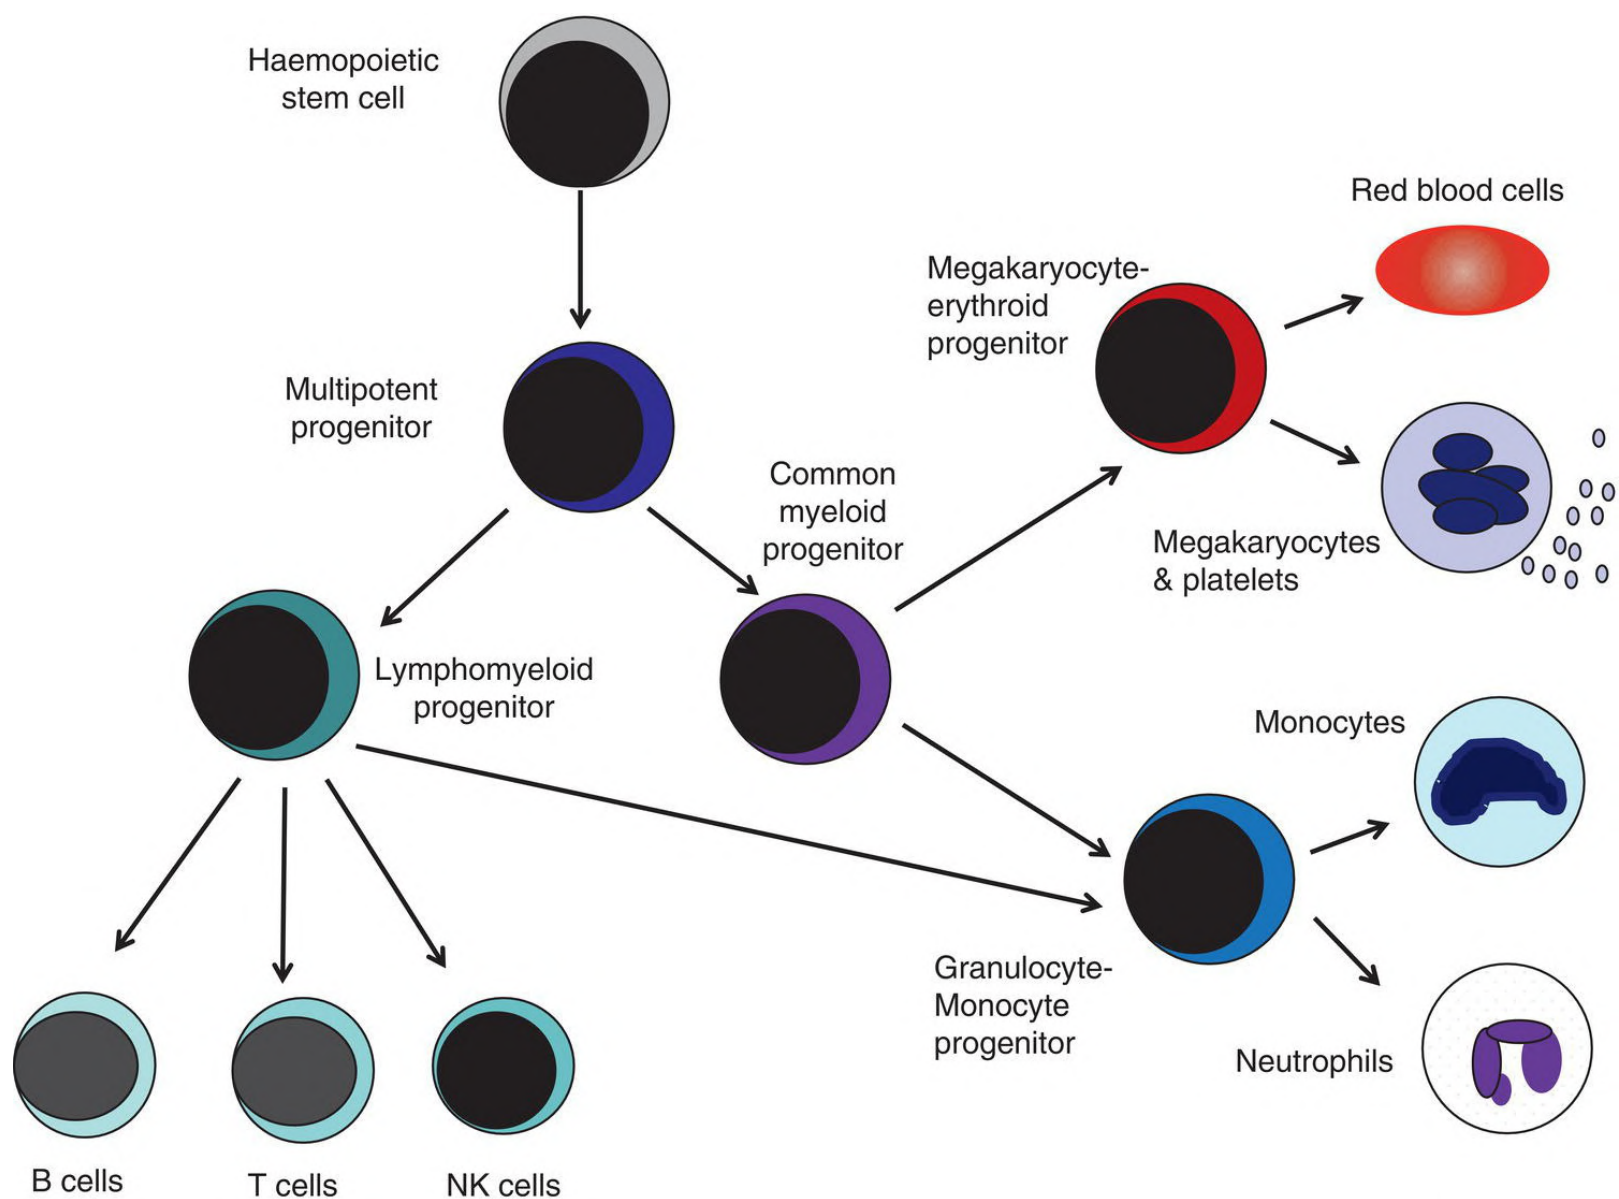 Haemopoietic
stem cell
Red blood cells
Megakaryocyte-
erythroid
progenitor
Multipotent
progenitor
Common
myeloid
progenitor
Megakaryocytes
& platelets
Lymphomyeloid
progenitor
Monocytes
Granulocyte-
Monocyte
progenitor
Neutrophils
B cells
T cells
NK cells